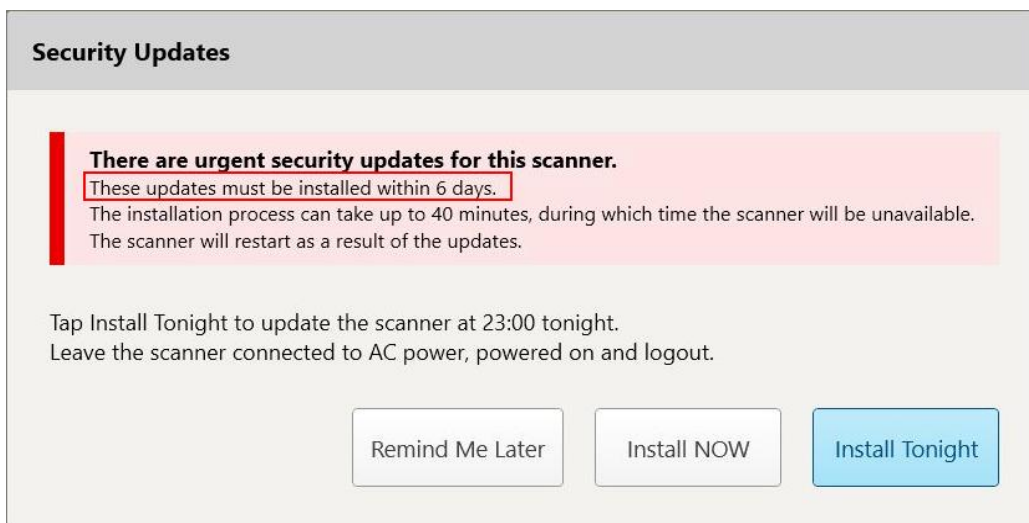 Security Updates
There are urgent security updates for this scanner.
These updates must be installed within 6 days.
The installation process can take up to 40 minutes, during which time the scanner will be unavailable.
The scanner will restart as a result of the updates.
Tap Install Tonight to update the scanner at 23:00 tonight.
Leave the scanner connected to AC power, powered on and logout.
Remind Me Later
Install NOW
Install Tonight